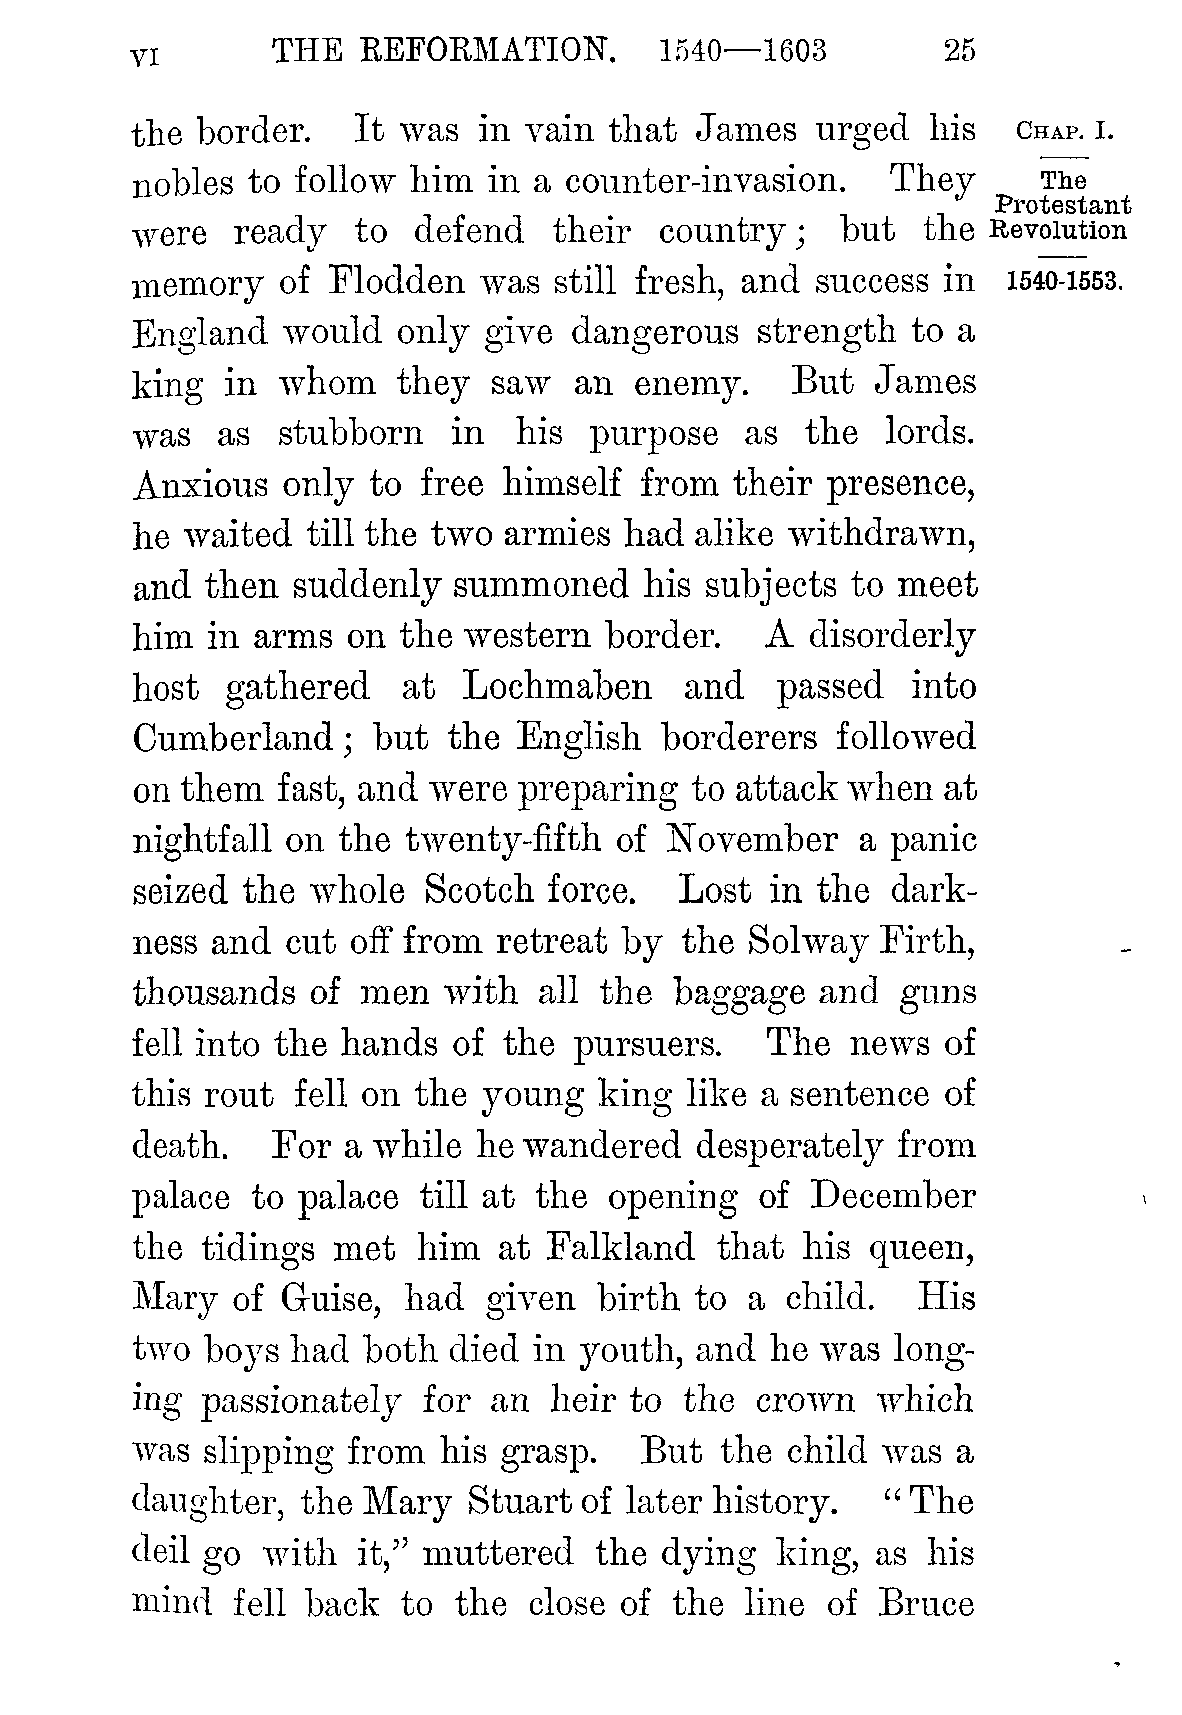 VI THE REFORMATION. 1540—1603 25
the border. It was in vain that James urged his
nobles to follow him in a counter-invasion. They
were ready to defend their country; but the
memory of Flodden was still fresh, and success in
England would only give dangerous strength to a
king in whom they saw an enemy. But James
was as stubborn in his purpose as the lords.
Anxious only to free himself from their presence,
he waited till the two armies had alike withdrawn,
and then suddenly summoned his subjects to meet
him in arms on the western border. A disorderly
host gathered at Lochmaben and passed into
Cumberland; but the English borderers followed
on them fast, and were preparing to attack when at
nightfall on the twenty-fifth of November a panic
seized the whole Scotch force. Lost in the dark-
ness and cut off from retreat by the Solway Firth,
thousands of men with all the baggage and guns
fell into the hands of the pursuers. The news of
this rout fell on the young king like a sentence of
death. For a while he wandered desperately from
palace to palace till at the opening of December
the tidings met him at Falkland that his queen,
Mary of Guise, had given birth to a child. His
two boys had both died in youth, and he was long-
ing passionately for an heir to the crown which
was slipping from his grasp. But the child was a
daughter, the Mary Stuart of later history. “The
deil go with it,” muttered the dying king, as his
mind fell back to the close of the line of Bruce
CHAP. I.
The
Protestant
Revolution
1540-1553.